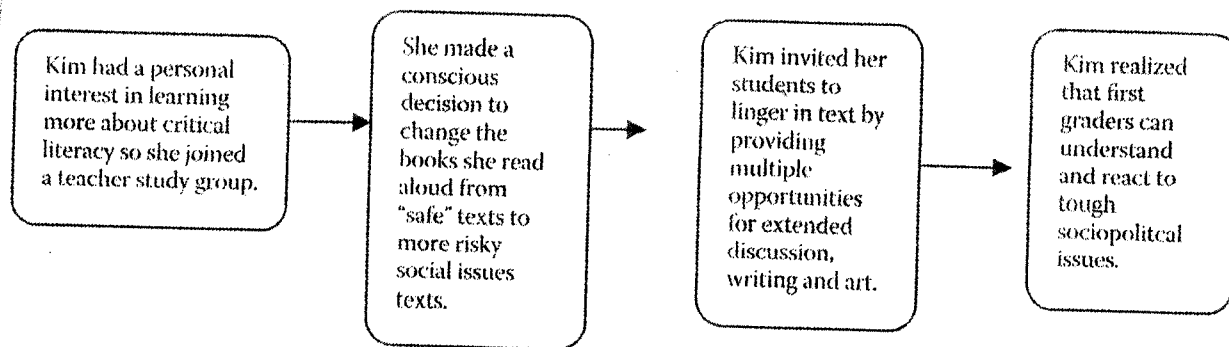 Kim had a personal
interest in learning
more about critical
literacy so she joined
a teacher study group.
She made a
conscious
decision to
change the
books she read
aloud from
"safe" texts to
more risky
social issues
texts.
Kim invited her
students to
linger in text by
providing
multiple
opportunities
for extended
discussion,
writing and art.
Kim realized
that first
graders can
understand
and react to
tough
sociopolitcal
issues.